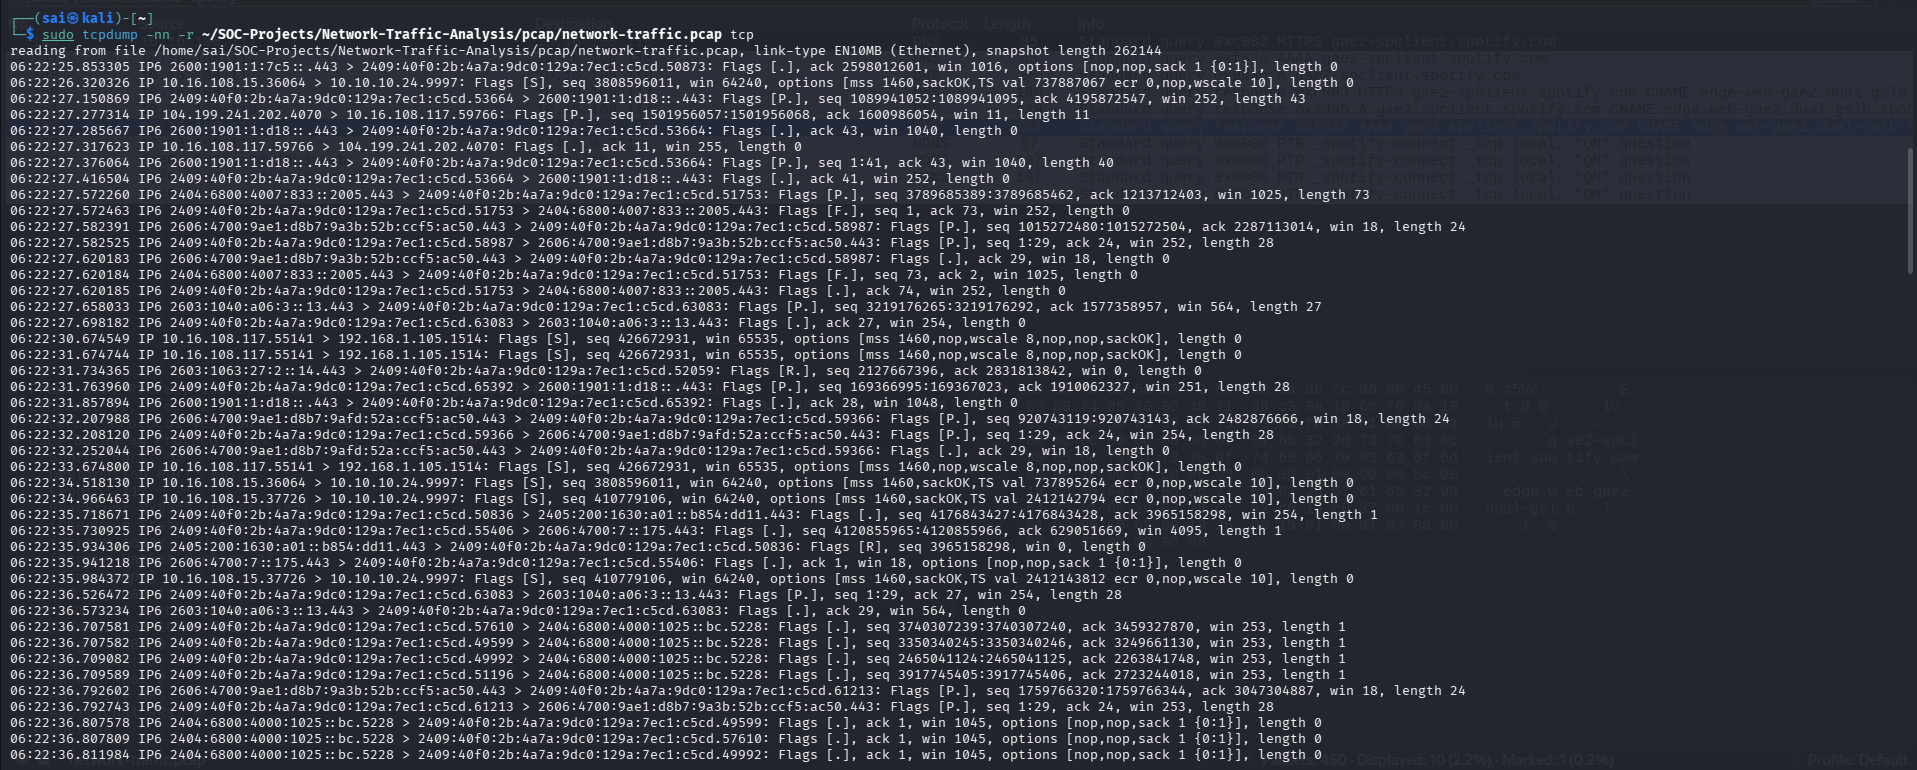 ┌──(sai㉿kali)-[~]
└─$ sudo tcpdump -nn -r ~/SOC-Projects/Network-Traffic-Analysis/pcap/network-traffic.pcap tcp
reading from file /home/sai/SOC-Projects/Network-Traffic-Analysis/pcap/network-traffic.pcap, link-type EN10MB (Ethernet), snapshot length 262144
06:22:25.853305 IP6 2600:1901:1:7c5::.443 > 2409:40f0:2b:4a7a:9dc0:129a:7ec1:c5cd.50873: Flags [.], ack 2598012601, win 1016, options [nop,nop,sack 1 {0:1}], length 0
06:22:26.320326 IP 10.16.108.15.36064 > 10.10.10.24.9997: Flags [S], seq 3808596011, win 64240, options [mss 1460,sackOK,TS val 737887067 ecr 0,nop,wscale 10], length 0
06:22:27.150869 IP6 2409:40f0:2b:4a7a:9dc0:129a:7ec1:c5cd.53664 > 2600:1901:1:d18::.443: Flags [P.], seq 1089941052:1089941095, ack 4195872547, win 252, length 43
06:22:27.277314 IP 104.199.241.202.4070 > 10.16.108.117.59766: Flags [P.], seq 1501956057:1501956068, ack 1600986054, win 11, length 11
06:22:27.285667 IP6 2600:1901:1:d18::.443 > 2409:40f0:2b:4a7a:9dc0:129a:7ec1:c5cd.53664: Flags [.], ack 43, win 1040, length 0
06:22:27.317623 IP 10.16.108.117.59766 > 104.199.241.202.4070: Flags [.], ack 11, win 255, length 0
06:22:27.376064 IP6 2600:1901:1:d18::.443 > 2409:40f0:2b:4a7a:9dc0:129a:7ec1:c5cd.53664: Flags [P.], seq 1:41, ack 43, win 1040, length 40
06:22:27.416504 IP6 2409:40f0:2b:4a7a:9dc0:129a:7ec1:c5cd.53664 > 2600:1901:1:d18::.443: Flags [.], ack 41, win 252, length 0
06:22:27.572260 IP6 2404:6800:4007:833::2005.443 > 2409:40f0:2b:4a7a:9dc0:129a:7ec1:c5cd.51753: Flags [P.], seq 3789685389:3789685462, ack 1213712403, win 1025, length 73
06:22:27.572463 IP6 2409:40f0:2b:4a7a:9dc0:129a:7ec1:c5cd.51753 > 2404:6800:4007:833::2005.443: Flags [F.], seq 1, ack 73, win 252, length 0
06:22:27.582391 IP6 2606:4700:9ae1:d8b7:9a3b:52b:ccf5:ac50.443 > 2409:40f0:2b:4a7a:9dc0:129a:7ec1:c5cd.58987: Flags [P.], seq 1015272480:1015272504, ack 2287113014, win 18, length 24
06:22:27.582525 IP6 2409:40f0:2b:4a7a:9dc0:129a:7ec1:c5cd.58987 > 2606:4700:9ae1:d8b7:9a3b:52b:ccf5:ac50.443: Flags [P.], seq 1:29, ack 24, win 252, length 28
06:22:27.620183 IP6 2606:4700:9ae1:d8b7:9a3b:52b:ccf5:ac50.443 > 2409:40f0:2b:4a7a:9dc0:129a:7ec1:c5cd.58987: Flags [.], ack 29, win 18, length 0
06:22:27.620184 IP6 2404:6800:4007:833::2005.443 > 2409:40f0:2b:4a7a:9dc0:129a:7ec1:c5cd.51753: Flags [F.], seq 73, ack 2, win 1025, length 0
06:22:27.620185 IP6 2409:40f0:2b:4a7a:9dc0:129a:7ec1:c5cd.51753 > 2404:6800:4007:833::2005.443: Flags [.], ack 74, win 252, length 0
06:22:27.658033 IP6 2603:1040:a06:3::13.443 > 2409:40f0:2b:4a7a:9dc0:129a:7ec1:c5cd.63083: Flags [P.], seq 3219176265:3219176292, ack 1577358957, win 564, length 27
06:22:27.698182 IP6 2409:40f0:2b:4a7a:9dc0:129a:7ec1:c5cd.63083 > 2603:1040:a06:3::13.443: Flags [.], ack 27, win 254, length 0
06:22:30.674549 IP 10.16.108.117.55141 > 192.168.1.105.1514: Flags [S], seq 426672931, win 65535, options [mss 1460,nop,wscale 8,nop,nop,sackOK], length 0
06:22:31.674744 IP 10.16.108.117.55141 > 192.168.1.105.1514: Flags [S], seq 426672931, win 65535, options [mss 1460,nop,wscale 8,nop,nop,sackOK], length 0
06:22:31.734365 IP6 2603:1063:27:2::14.443 > 2409:40f0:2b:4a7a:9dc0:129a:7ec1:c5cd.52059: Flags [R.], seq 2127667396, ack 2831813842, win 0, length 0
06:22:31.763960 IP6 2409:40f0:2b:4a7a:9dc0:129a:7ec1:c5cd.65392 > 2600:1901:1:d18::.443: Flags [P.], seq 169366995:169367023, ack 1910062327, win 251, length 28
06:22:31.857894 IP6 2600:1901:1:d18::.443 > 2409:40f0:2b:4a7a:9dc0:129a:7ec1:c5cd.65392: Flags [.], ack 28, win 1048, length 0
06:22:32.207988 IP6 2606:4700:9ae1:d8b7:9afd:52a:ccf5:ac50.443 > 2409:40f0:2b:4a7a:9dc0:129a:7ec1:c5cd.59366: Flags [P.], seq 920743119:920743143, ack 2482876666, win 18, length 24
06:22:32.208120 IP6 2409:40f0:2b:4a7a:9dc0:129a:7ec1:c5cd.59366 > 2606:4700:9ae1:d8b7:9afd:52a:ccf5:ac50.443: Flags [P.], seq 1:29, ack 24, win 254, length 28
06:22:32.252044 IP6 2606:4700:9ae1:d8b7:9afd:52a:ccf5:ac50.443 > 2409:40f0:2b:4a7a:9dc0:129a:7ec1:c5cd.59366: Flags [.], ack 29, win 18, length 0
06:22:33.674800 IP 10.16.108.117.55141 > 192.168.1.105.1514: Flags [S], seq 426672931, win 65535, options [mss 1460,nop,wscale 8,nop,nop,sackOK], length 0
06:22:34.518130 IP 10.16.108.15.36064 > 10.10.10.24.9997: Flags [S], seq 3808596011, win 64240, options [mss 1460,sackOK,TS val 737895264 ecr 0,nop,wscale 10], length 0
06:22:34.966463 IP 10.16.108.15.37726 > 10.10.10.24.9997: Flags [S], seq 410779106, win 64240, options [mss 1460,sackOK,TS val 2412142794 ecr 0,nop,wscale 10], length 0
06:22:35.718671 IP6 2409:40f0:2b:4a7a:9dc0:129a:7ec1:c5cd.50836 > 2405:200:1630:a01::b854:dd11.443: Flags [.], seq 4176843427:4176843428, ack 3965158298, win 254, length 1
06:22:35.730925 IP6 2409:40f0:2b:4a7a:9dc0:129a:7ec1:c5cd.55406 > 2606:4700:7::175.443: Flags [.], seq 4120855965:4120855966, ack 629051669, win 4095, length 1
06:22:35.934306 IP6 2405:200:1630:a01::b854:dd11.443 > 2409:40f0:2b:4a7a:9dc0:129a:7ec1:c5cd.50836: Flags [R], seq 3965158298, win 0, length 0
06:22:35.941218 IP6 2606:4700:7::175.443 > 2409:40f0:2b:4a7a:9dc0:129a:7ec1:c5cd.55406: Flags [.], ack 1, win 18, options [nop,nop,sack 1 {0:1}], length 0
06:22:35.984372 IP 10.16.108.15.37726 > 10.10.10.24.9997: Flags [S], seq 410779106, win 64240, options [mss 1460,sackOK,TS val 2412143812 ecr 0,nop,wscale 10], length 0
06:22:36.526472 IP6 2409:40f0:2b:4a7a:9dc0:129a:7ec1:c5cd.63083 > 2603:1040:a06:3::13.443: Flags [P.], seq 1:29, ack 27, win 254, length 28
06:22:36.573234 IP6 2603:1040:a06:3::13.443 > 2409:40f0:2b:4a7a:9dc0:129a:7ec1:c5cd.63083: Flags [.], ack 29, win 564, length 0
06:22:36.707581 IP6 2409:40f0:2b:4a7a:9dc0:129a:7ec1:c5cd.57610 > 2404:6800:4000:1025::bc.5228: Flags [.], seq 3740307239:3740307240, ack 3459327870, win 253, length 1
06:22:36.707582 IP6 2409:40f0:2b:4a7a:9dc0:129a:7ec1:c5cd.49599 > 2404:6800:4000:1025::bc.5228: Flags [.], seq 3350340245:3350340246, ack 3249661130, win 253, length 1
06:22:36.709082 IP6 2409:40f0:2b:4a7a:9dc0:129a:7ec1:c5cd.49992 > 2404:6800:4000:1025::bc.5228: Flags [.], seq 2465041124:2465041125, ack 2263841748, win 253, length 1
06:22:36.709589 IP6 2409:40f0:2b:4a7a:9dc0:129a:7ec1:c5cd.51196 > 2404:6800:4000:1025::bc.5228: Flags [.], seq 3917745405:3917745406, ack 2723244018, win 253, length 1
06:22:36.792602 IP6 2606:4700:9ae1:d8b7:9a3b:52b:ccf5:ac50.443 > 2409:40f0:2b:4a7a:9dc0:129a:7ec1:c5cd.61213: Flags [P.], seq 1759766320:1759766344, ack 3047304887, win 18, length 24
06:22:36.792743 IP6 2409:40f0:2b:4a7a:9dc0:129a:7ec1:c5cd.61213 > 2606:4700:9ae1:d8b7:9a3b:52b:ccf5:ac50.443: Flags [P.], seq 1:29, ack 24, win 253, length 28
06:22:36.807578 IP6 2404:6800:4000:1025::bc.5228 > 2409:40f0:2b:4a7a:9dc0:129a:7ec1:c5cd.49599: Flags [.], ack 1, win 1045, options [nop,nop,sack 1 {0:1}], length 0
06:22:36.807809 IP6 2404:6800:4000:1025::bc.5228 > 2409:40f0:2b:4a7a:9dc0:129a:7ec1:c5cd.57610: Flags [.], ack 1, win 1045, options [nop,nop,sack 1 {0:1}], length 0
06:22:36.811984 IP6 2404:6800:4000:1025::bc.5228 > 2409:40f0:2b:4a7a:9dc0:129a:7ec1:c5cd.49992: Flags [.], ack 1, win 1045, options [nop,nop,sack 1 {0:1}], length 0